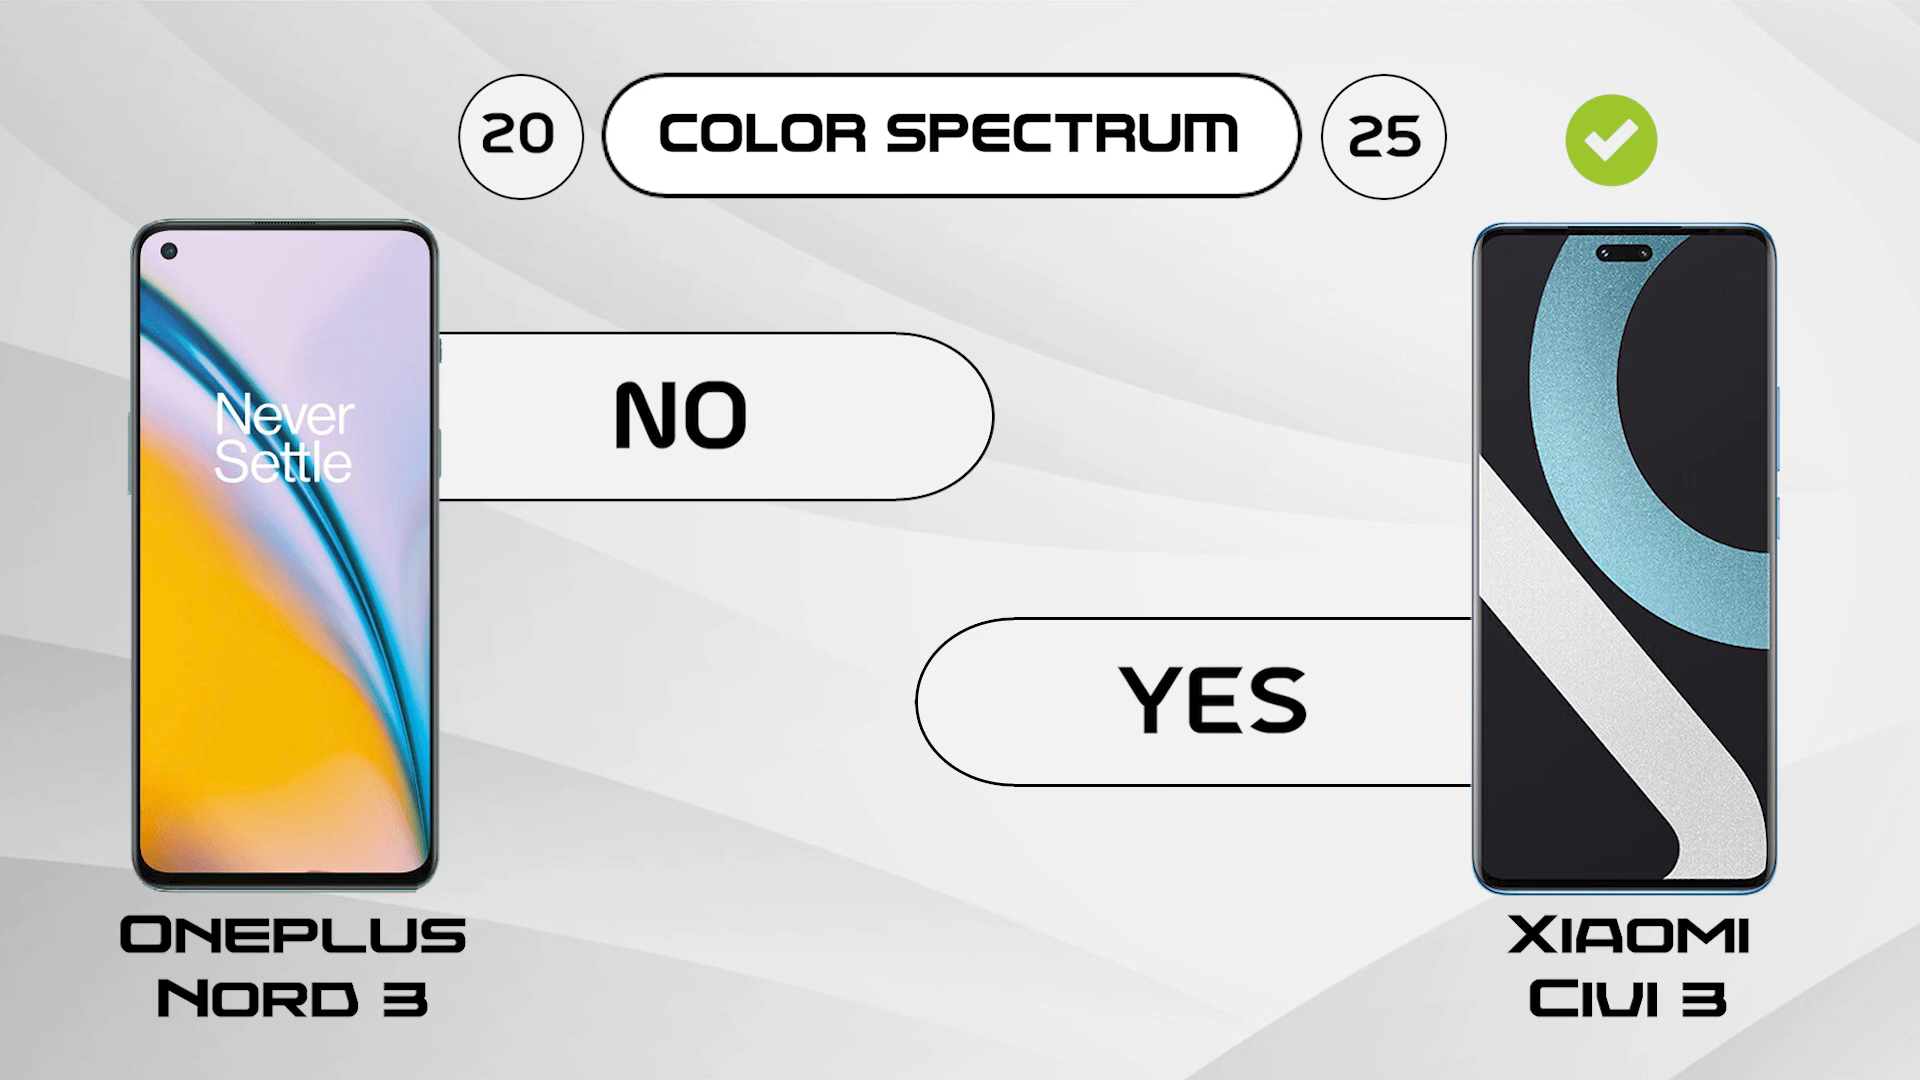 20 COLOR SPECTRUM 25
Never
Settle
NO
YES
ONEPLUS
NORD 3
XIAOMI
CIVI 3